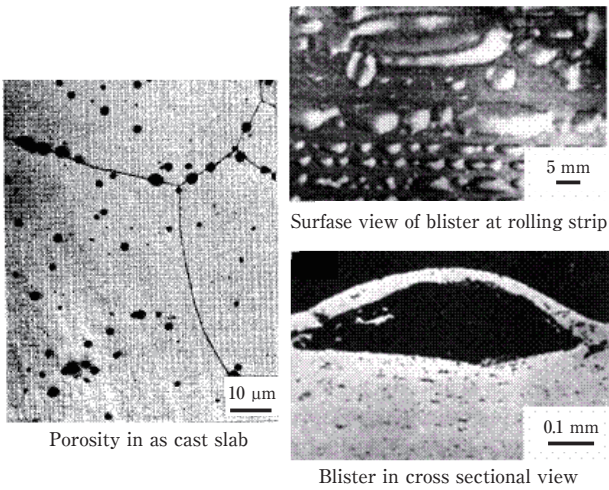 10 μm
Porosity in as cast slab
5 mm
Surfase view of blister at rolling strip
0.1 mm
Blister in cross sectional view